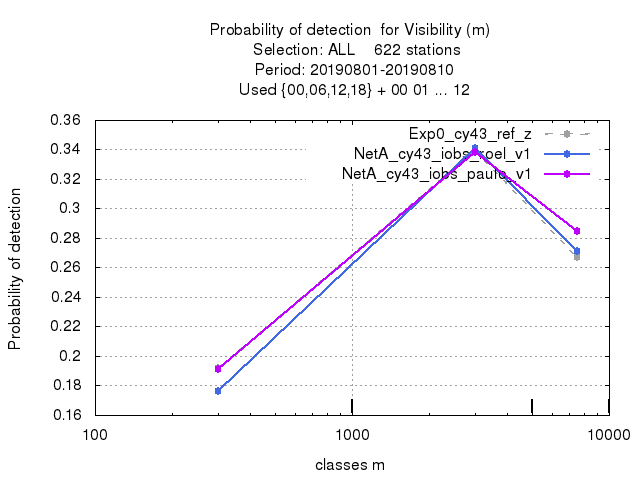 Probability of detection  for Visibility (m)
Selection: ALL    622 stations
Period: 20190801-20190810
Used {00,06,12,18} + 00 01 ... 12
0.36
0.34
0.32
0.3
0.28
0.26
0.24
0.22
0.2
0.18
0.16
Probability of detection
Exp0_cy43_ref_z
NetA_cy43_iobs_roel_v1
NetA_cy43_iobs_paulo_v1
100
1000
10000
classes m